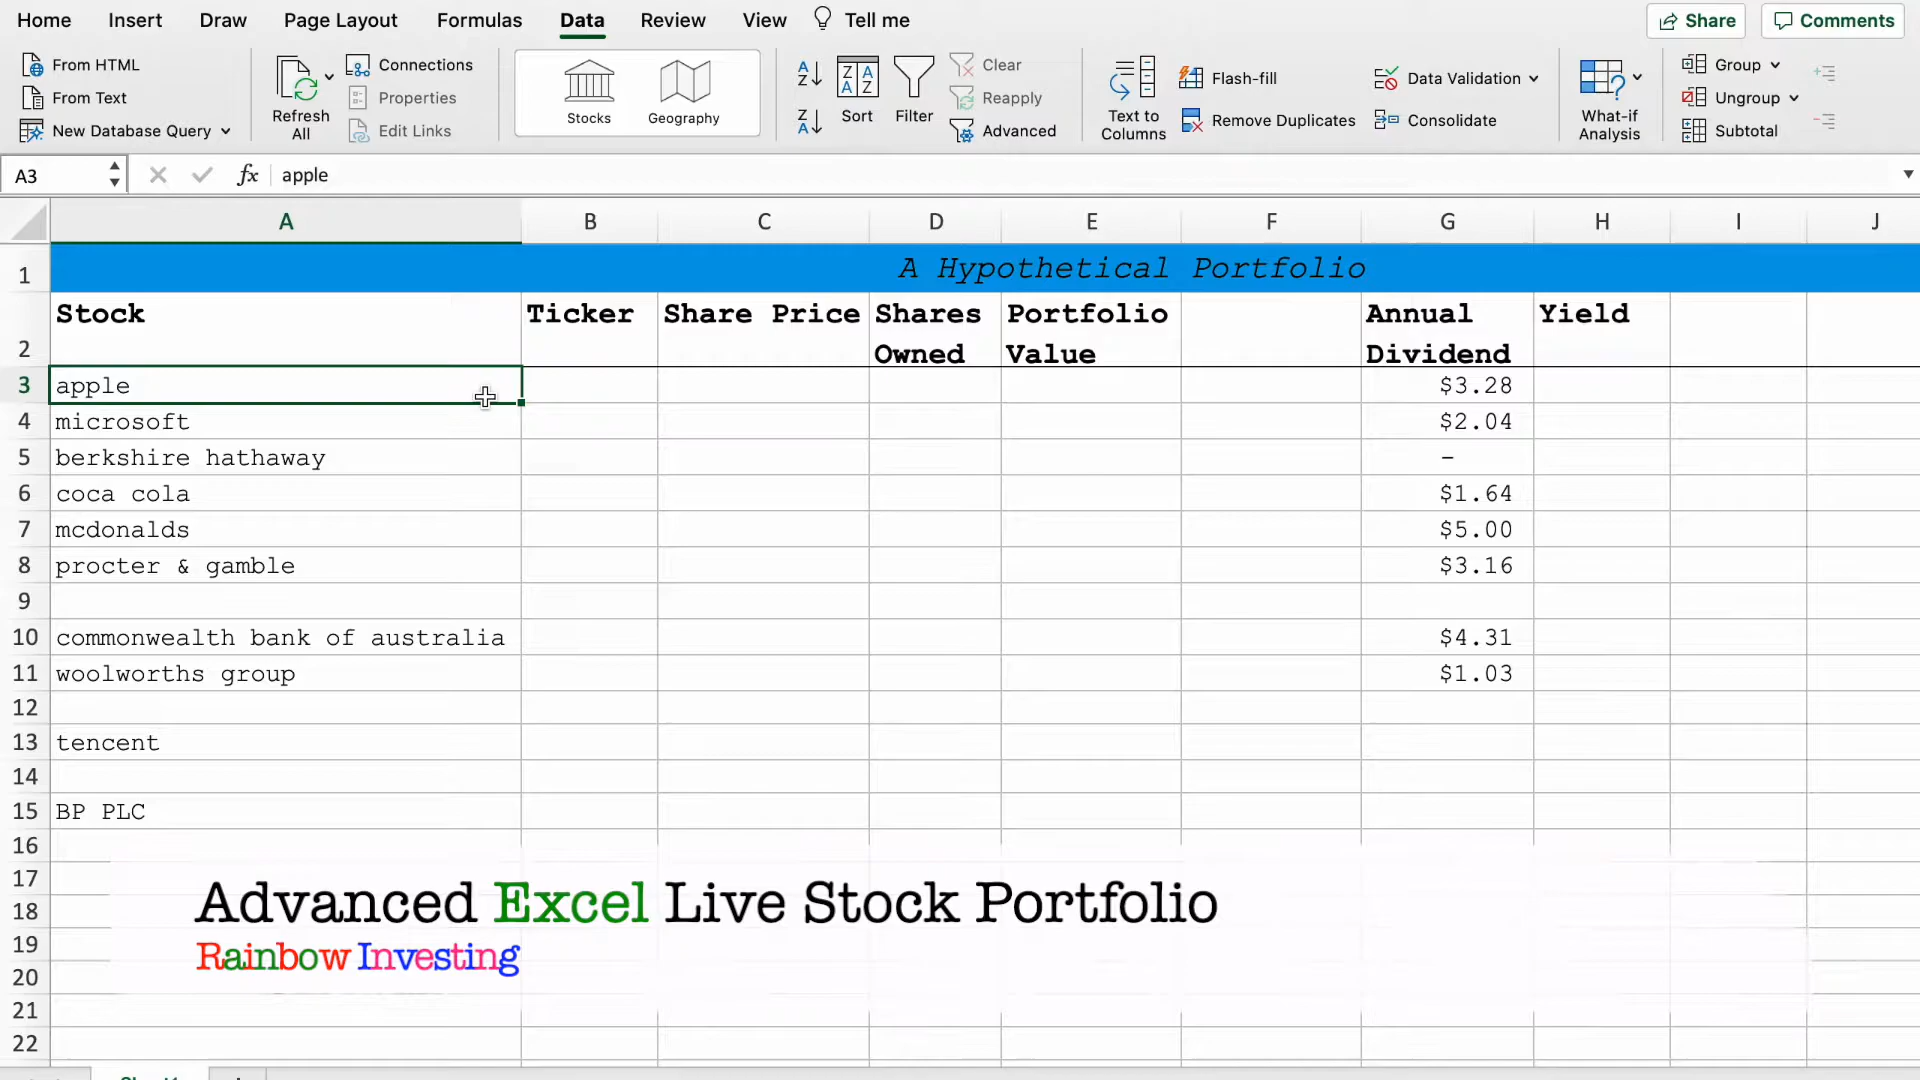 Home Insert Draw Page Layout Formulas Data Review View Tell me Share Comments
From HTML
From Text
New Database Query
Refresh All
Connections
Properties
Edit Links
Stocks Geography
A Z
Z A
Z A A Z
Sort
Filter
Clear
Reapply
Advanced
Text to Columns
Flash-fill
Remove Duplicates
Data Validation
Consolidate
What-if Analysis
Group
Ungroup
Subtotal
A3 fx apple
A B C D E F G H I J
1 A Hypothetical Portfolio
2 Stock Ticker Share Price Shares Owned Portfolio Value Annual Dividend Yield
3 apple $3.28
4 microsoft $2.04
5 berkshire hathaway -
6 coca cola $1.64
7 mcdonalds $5.00
8 procter & gamble $3.16
9
10 commonwealth bank of australia $4.31
11 woolworths group $1.03
12
13 tencent
14
15 BP PLC
16
17
18
19
20
21
22
Advanced Excel Live Stock Portfolio
Rainbow Investing